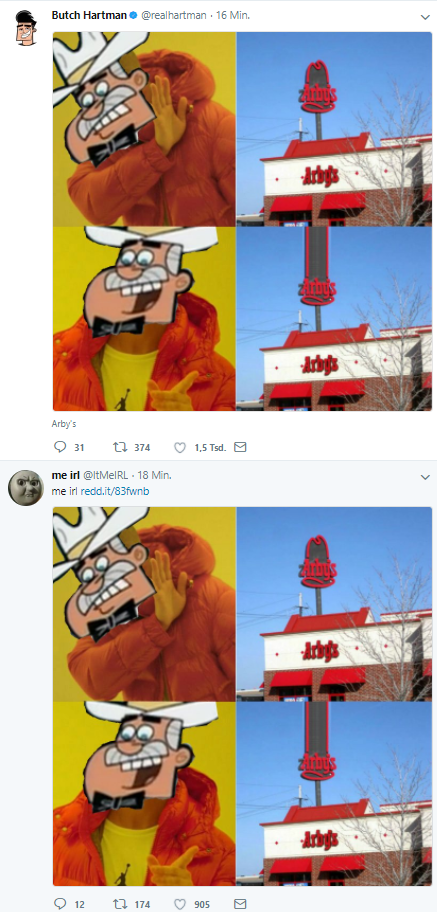 Butch Hartman @realhartman · 16 Min.
Arby's
Arby's
Arby's
Arby's
Arby's
31 374 1,5 Tsd.
me irl @ItMeIRL · 18 Min.
me irl redd.it/83fwnb
Arby's
Arby's
Arby's
Arby's
12 174 905